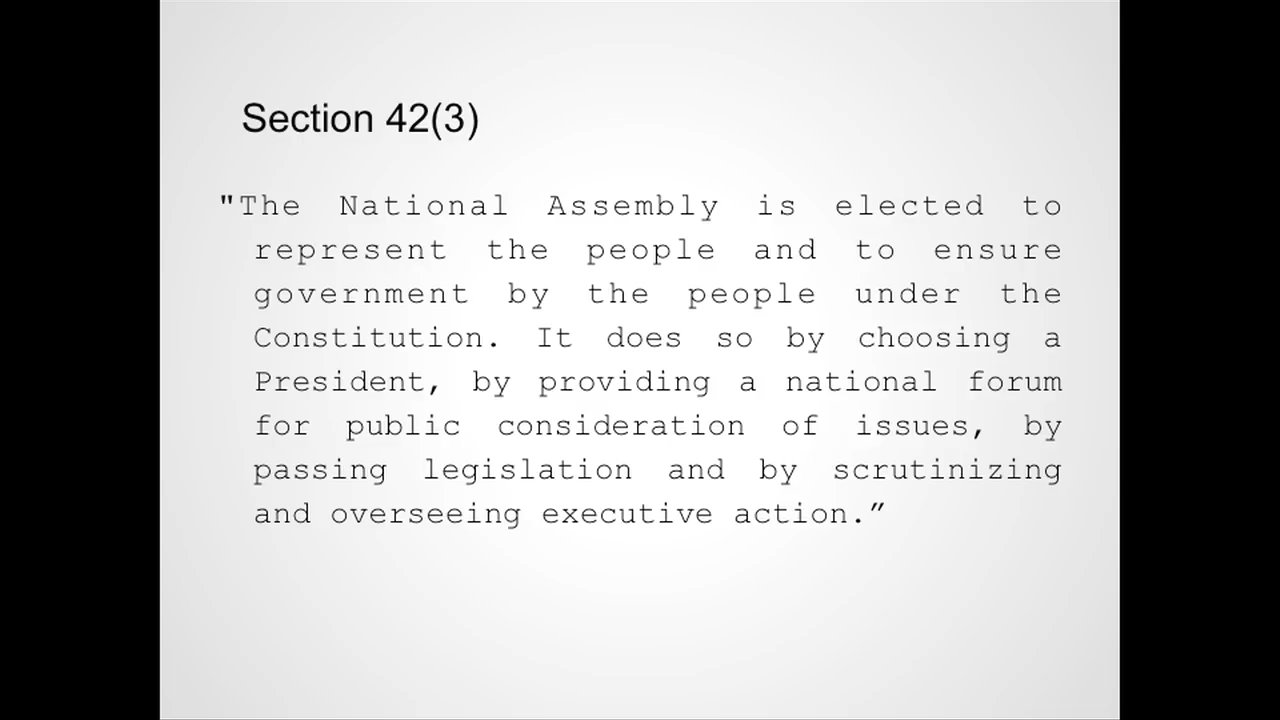 Section 42(3)
"The National Assembly is elected to
represent the people and to ensure
government by the people under the
Constitution. It does so by choosing a
President, by providing a national forum
for public consideration of issues, by
passing legislation and by scrutinizing
and overseeing executive action.”